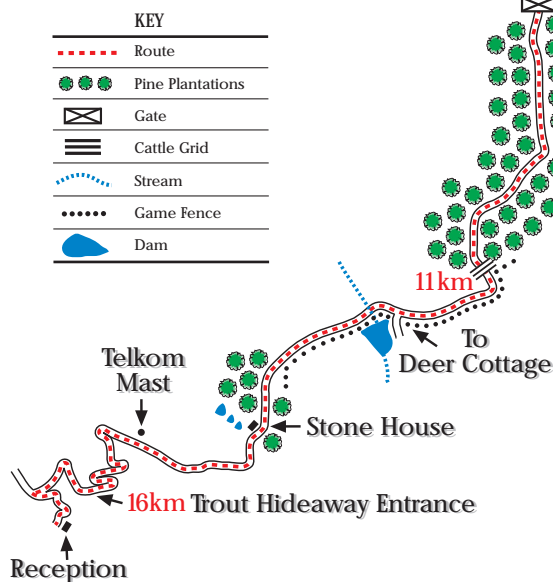 KEY
Route
Pine Plantations
Gate
Cattle Grid
Stream
Game Fence
Dam
11km
To
Deer Cottage
Telkom
Mast
Stone House
16km Trout Hideaway Entrance
Reception